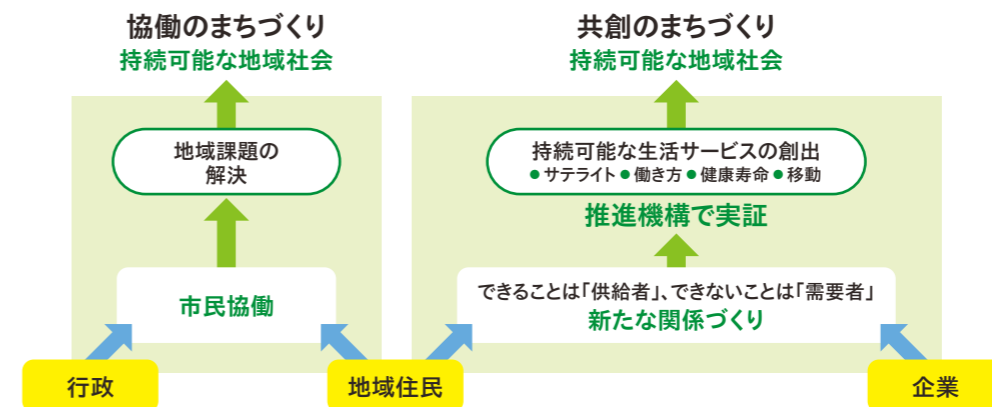 協働のまちづくり
持続可能な地域社会
地域課題の
解決
市民協働
共創のまちづくり
持続可能な地域社会
持続可能な生活サービスの創出
●サテライト●働き方●健康寿命●移動
推進機構で実証
できることは「供給者」、できないことは「需要者」
新たな関係づくり
行政
地域住民
企業